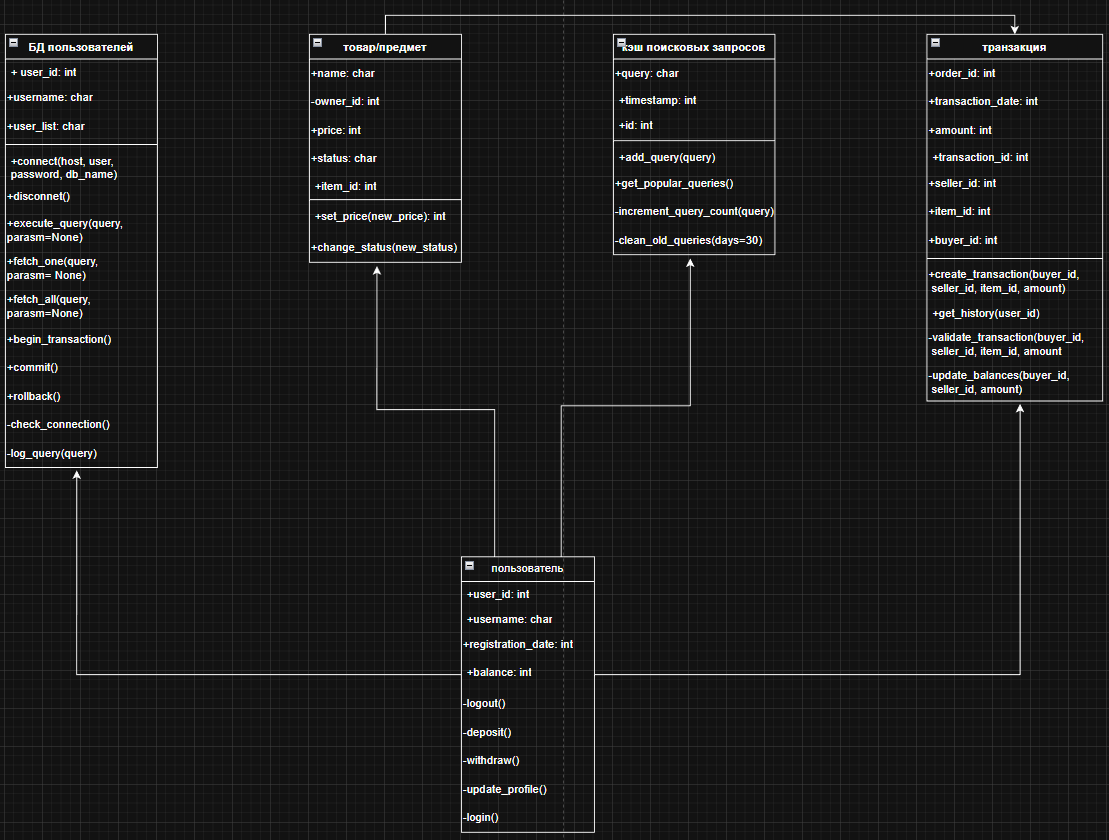 БД пользователей
+ user_id: int
+username: char
+user_list: char
+connect(host, user,
password, db_name)
+disconnet()
+execute_query(query,
parasm=None)
+fetch_one(query,
parasm= None)
+fetch_all(query,
parasm=None)
+begin_transaction()
+commit()
+rollback()
-check_connection()
-log_query(query)
товар/предмет
+name: char
-owner_id: int
+price: int
+status: char
+item_id: int
+set_price(new_price): int
+change_status(new_status)
кэш поисковых запросов
+query: char
+timestamp: int
+id: int
+add_query(query)
+get_popular_queries()
-increment_query_count(query)
-clean_old_queries(days=30)
транзакция
+order_id: int
+transaction_date: int
+amount: int
+transaction_id: int
+seller_id: int
+item_id: int
+buyer_id: int
+create_transaction(buyer_id,
seller_id, item_id, amount)
+get_history(user_id)
-validate_transaction(buyer_id,
seller_id, item_id, amount
-update_balances(buyer_id,
seller_id, amount)
пользователь
+user_id: int
+username: char
+registration_date: int
+balance: int
-logout()
-deposit()
-withdraw()
-update_profile()
-login()